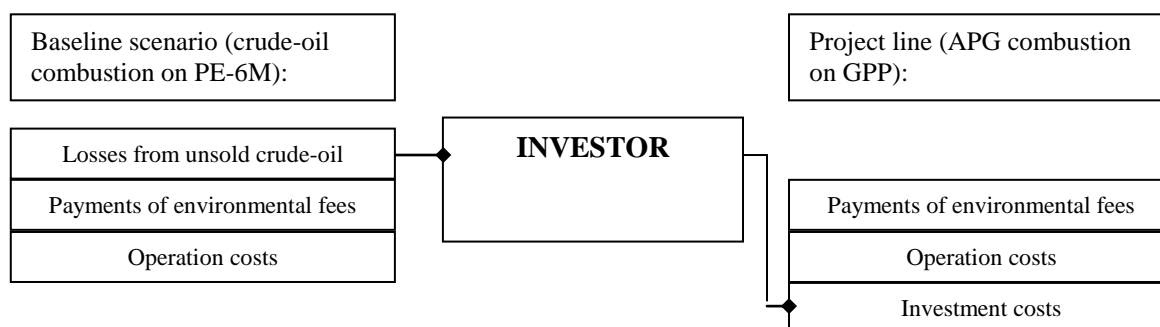 Baseline scenario (crude-oil
combustion on PE-6M):
Project line (APG combustion
on GPP):
Losses from unsold crude-oil
Payments of environmental fees
Operation costs
INVESTOR
Payments of environmental fees
Operation costs
Investment costs